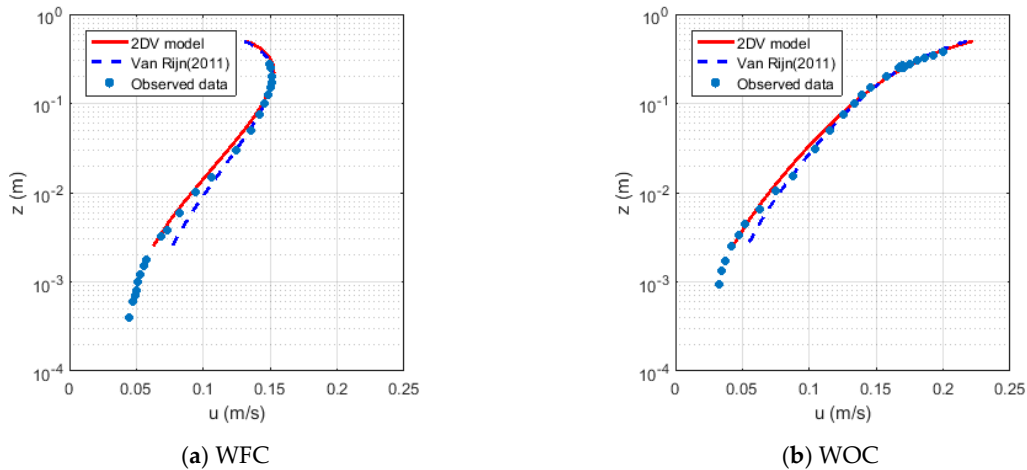 10^0
2DV model
Van Rijn(2011)
Observed data
10^-1
z (m)
10^-2
10^-3
10^-4
0 0.05 0.1 0.15 0.2 0.25
u (m/s)
(a) WFC
10^0
2DV model
Van Rijn(2011)
Observed data
10^-1
z (m)
10^-2
10^-3
10^-4
0 0.05 0.1 0.15 0.2 0.25
u (m/s)
(b) WOC